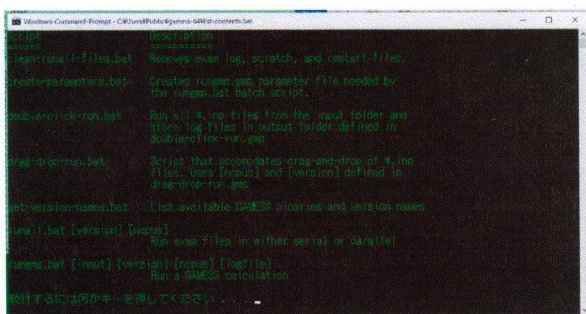 Windows-Command-Prompt - C:¥Users¥Public¥gamess-64¥list-contents.bat
Script Description
====== ===========
clean-runall-files.bat Removes exam log, scratch, and restart files.
create-parameters.bat Creates rungms.gms parameter file needed by
the rungms.bat batch script.
double-click-run.bat Run all *.inp files from the input folder and
store log files in output folder defined in
double-click-run.gms
drag-drop-run.bat Script that accomodates drag-and-drop of *.inp
files. Uses [ncpus] and [version] defined in
drag-drop-run.gms
get-version-names.bat List available GAMESS binaries and version names
runall.bat [version] [ncpus]
Run exam files in either serial or parallel
rungms.bat [input] [version] [ncpus] [logfile]
Run a GAMESS calculation
続行するには何かキーを押してください . . .